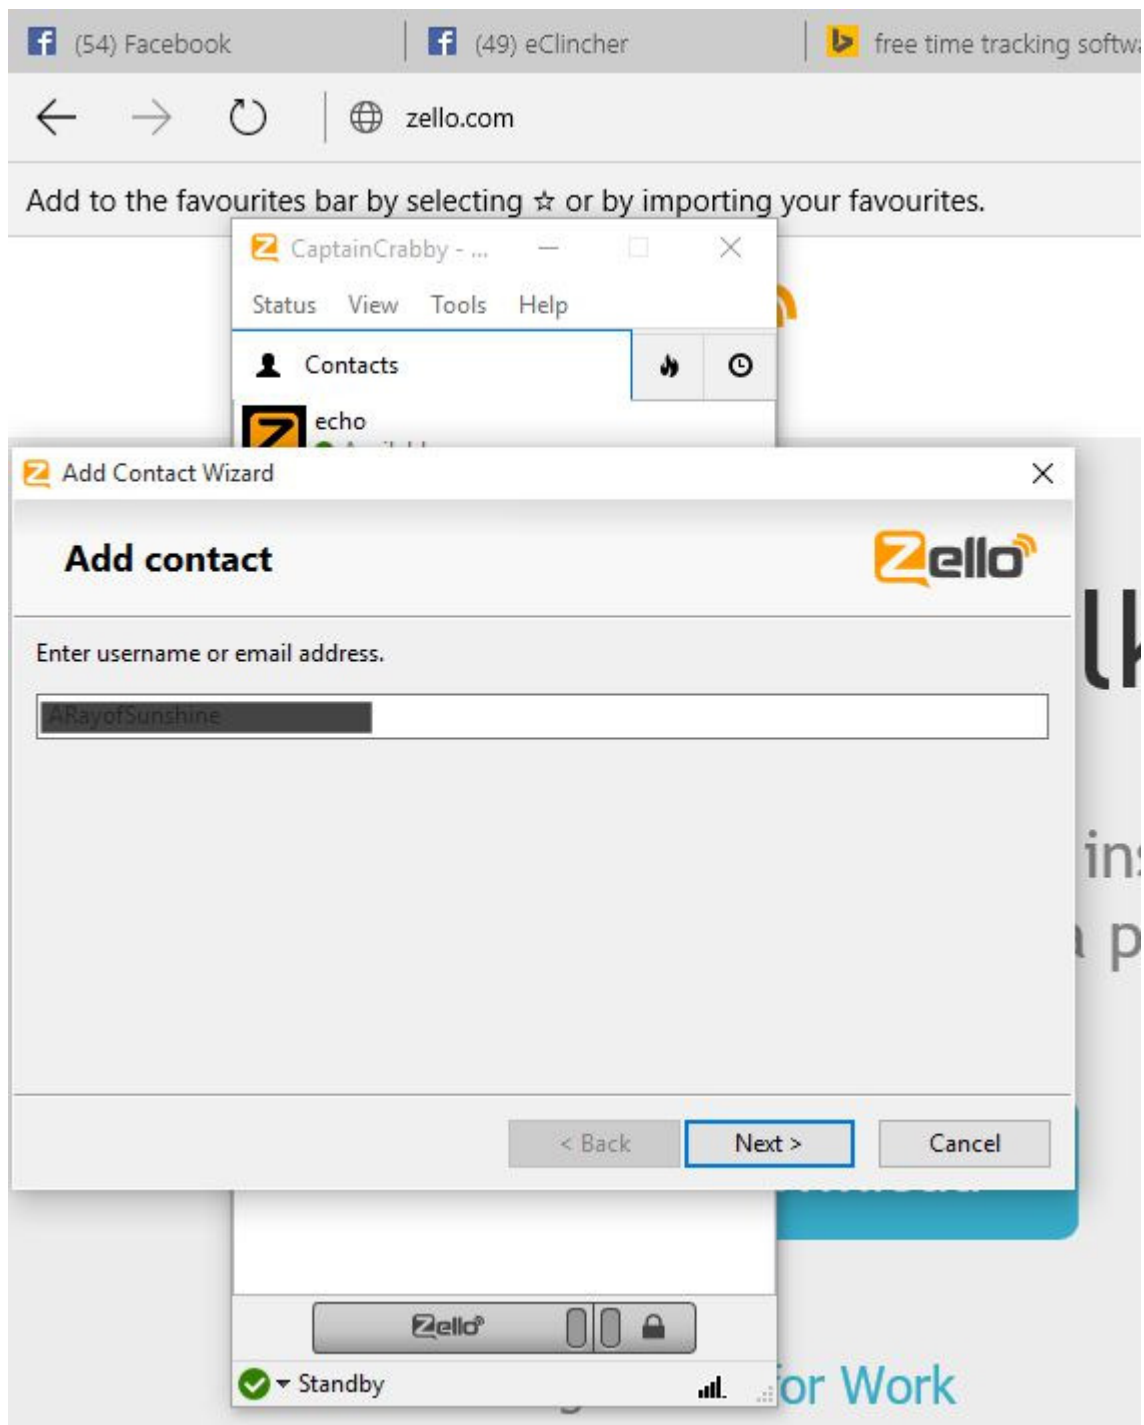 (54) Facebook
(49) eClincher
free time tracking softwa
zello.com
Add to the favourites bar by selecting ☆ or by importing your favourites.
CaptainCrabby - ...
Status View Tools Help
Contacts
echo
Add Contact Wizard
Add contact
Zello
Enter username or email address.
ARayofSunshine
< Back
Next >
Cancel
Zello
Standby
for Work